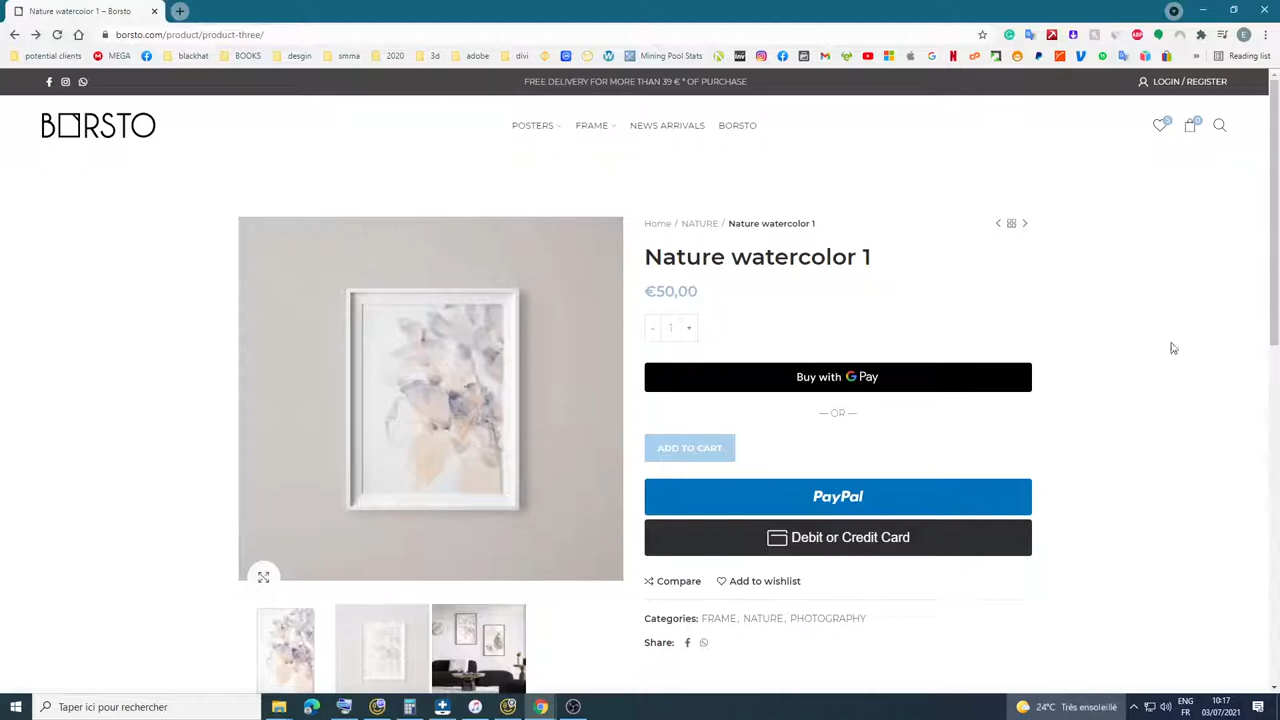 Nature watercolor 1 – Borsto
borsto.com/product/product-three/
potential clients MEGA blackhat BOOKS desgin smma 2020 3d adobe divi Mining Pool Stats Reading list
FREE DELIVERY FOR MORE THAN 39 € * OF PURCHASE
LOGIN / REGISTER
BORSTO
POSTERS FRAME NEWS ARRIVALS BORSTO
5 0
Home / NATURE / Nature watercolor 1
Nature watercolor 1
€50,00
- 1 +
Buy with G Pay
— OR —
ADD TO CART
PayPal
Debit or Credit Card
Compare Add to wishlist
Categories: FRAME, NATURE, PHOTOGRAPHY
Share:
Taper ici pour rechercher
24°C Très ensoleillé
ENG
FR
10:17
03/07/2021